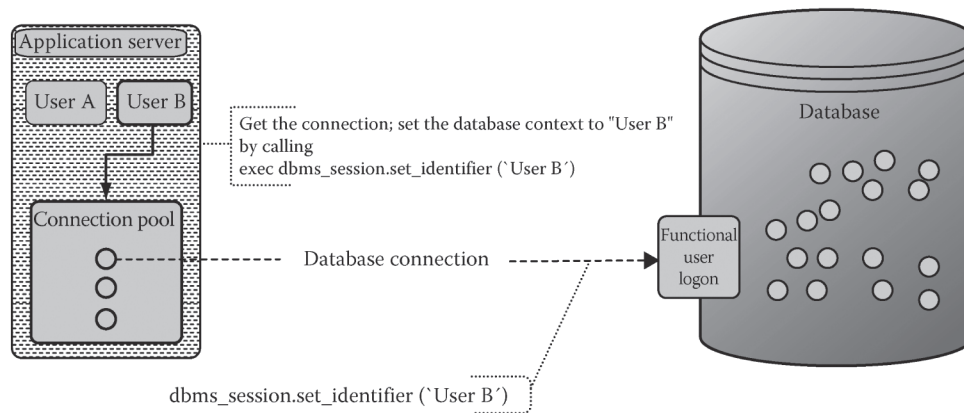 Application server
User A
User B
Get the connection; set the database context to "User B"
by calling
exec dbms_session.set_identifier (`User B´)
Connection pool
Database connection
Functional
user
logon
Database
dbms_session.set_identifier (`User B´)